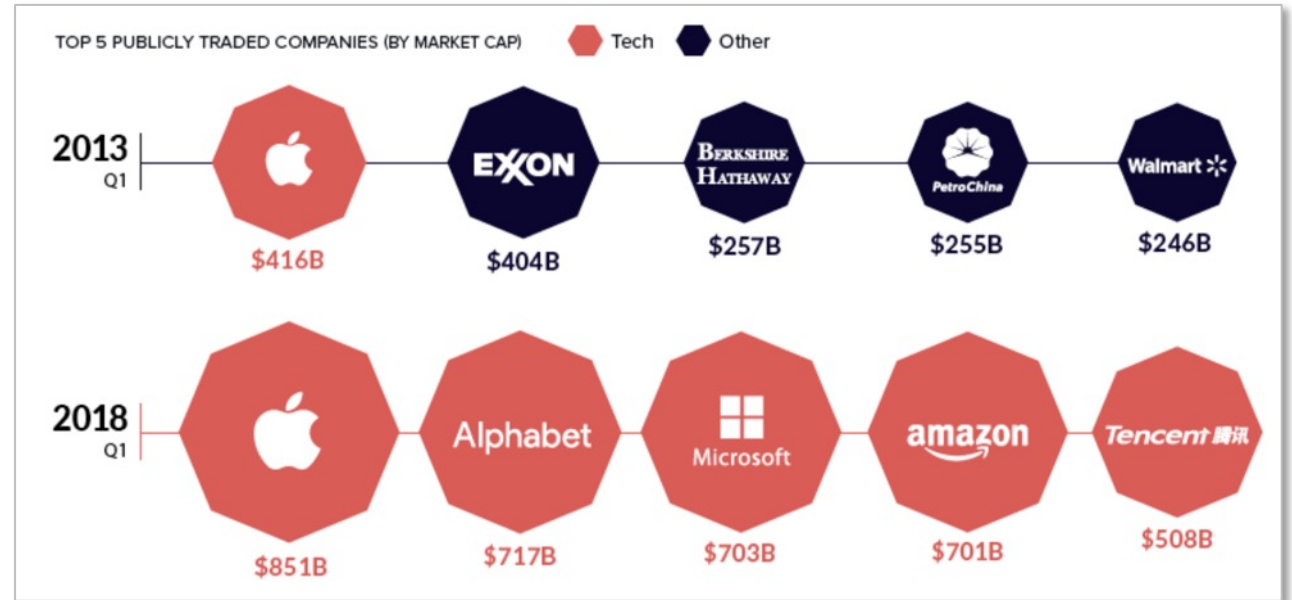 TOP 5 PUBLICLY TRADED COMPANIES (BY MARKET CAP) Tech Other
2013
Q1
EXXON
BERKSHIRE
HATHAWAY
PetroChina
Walmart
$416B
$404B
$257B
$255B
$246B
2018
Q1
Alphabet
Microsoft
amazon
Tencent 腾讯
$851B
$717B
$703B
$701B
$508B